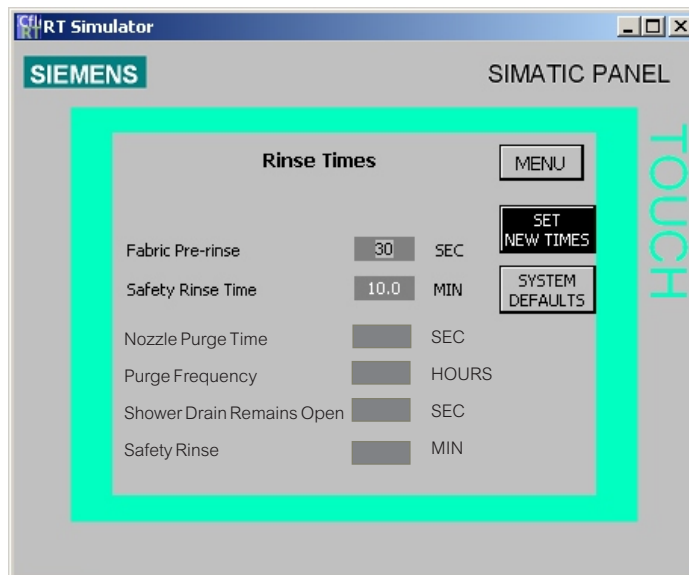 RT Simulator
SIEMENS
SIMATIC PANEL
TOUCH
Rinse Times
MENU
SET
NEW TIMES
Fabric Pre-rinse 30 SEC
Safety Rinse Time 10.0 MIN
SYSTEM
DEFAULTS
Nozzle Purge Time SEC
Purge Frequency HOURS
Shower Drain Remains Open SEC
Safety Rinse MIN